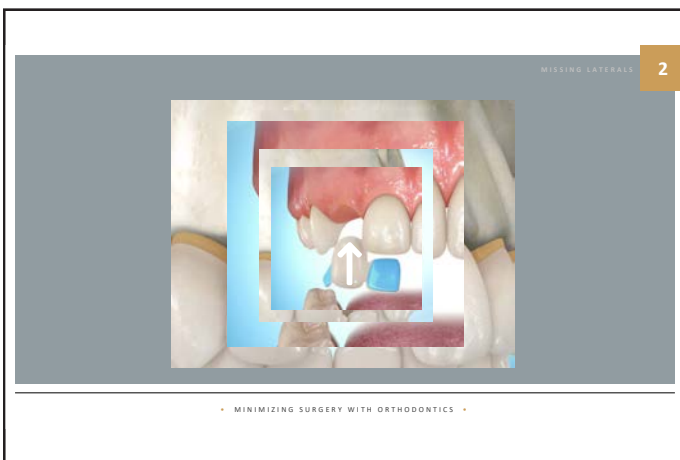 MISSING LATERALS
2
• MINIMIZING SURGERY WITH ORTHODONTICS •